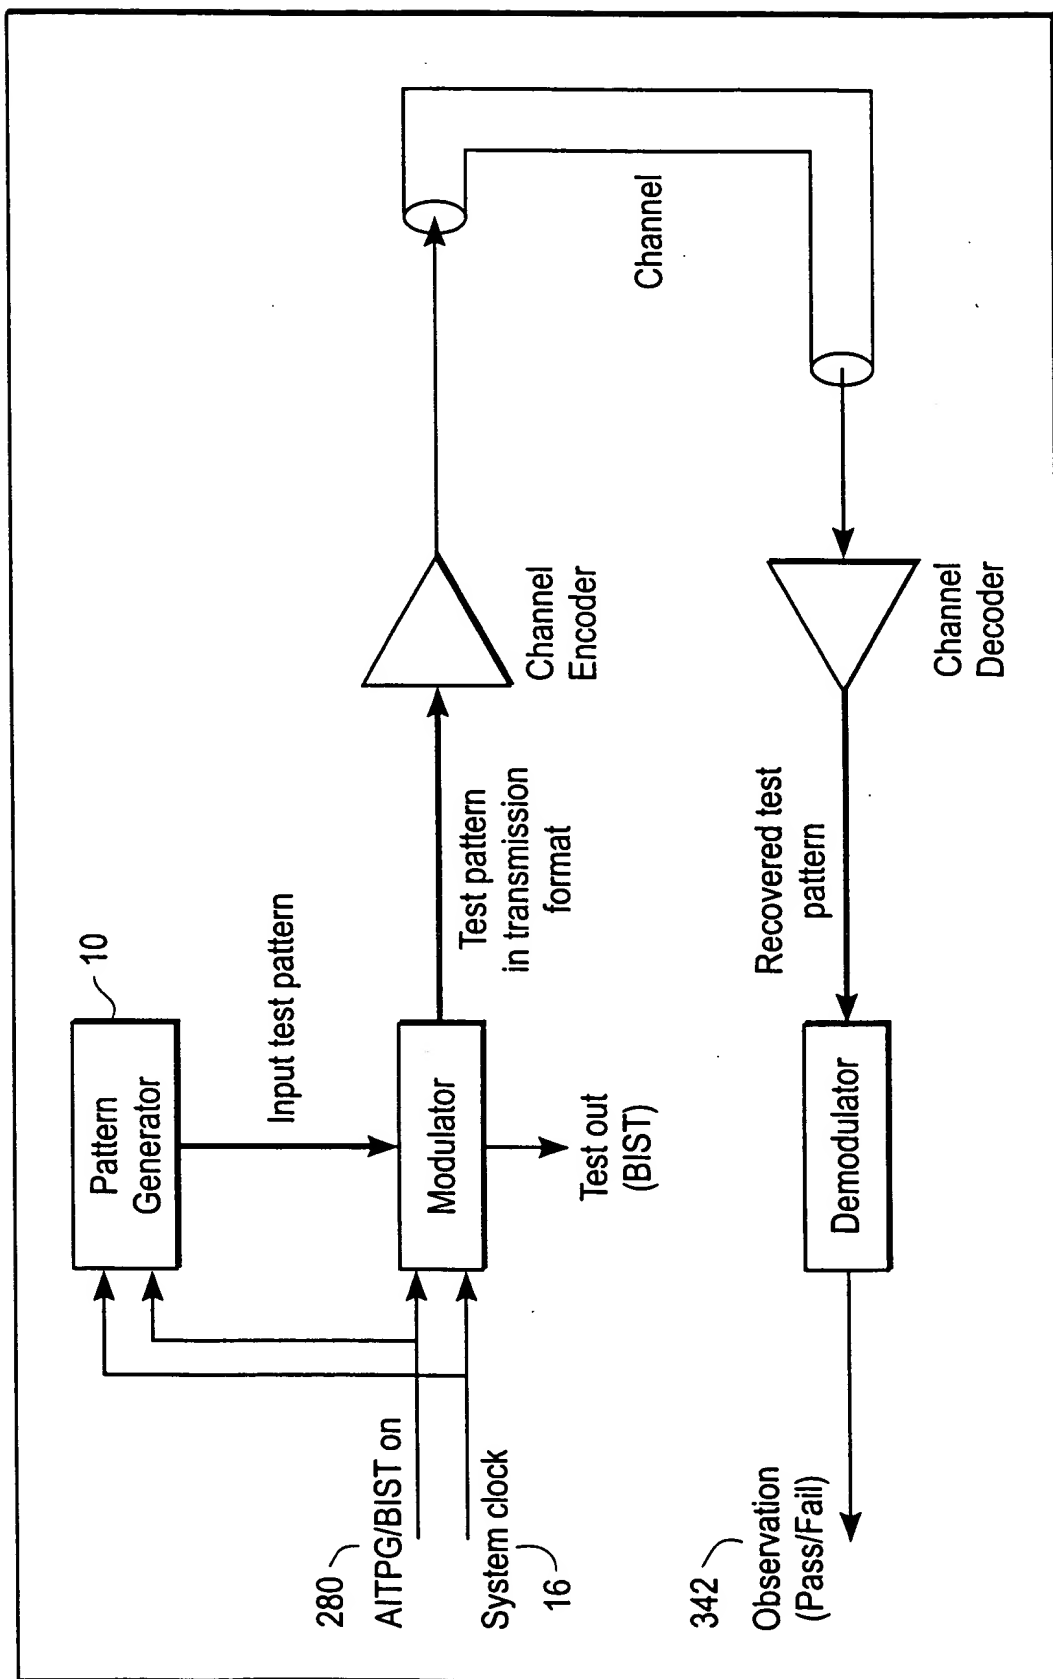 10
Pattern
Generator
Input test pattern
280
AITPG/BIST on
System clock
16
Modulator
Test out
(BIST)
Test pattern
in transmission
format
Channel
Encoder
Channel
342
Observation
(Pass/Fail)
Demodulator
Recovered test
pattern
Channel
Decoder